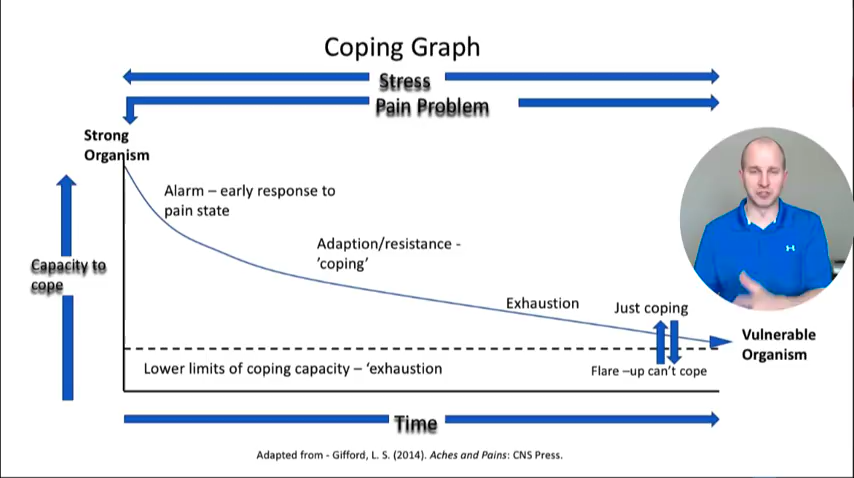 Coping Graph
Stress
Pain Problem
Strong
Organism
Alarm – early response to
pain state
Adaption/resistance -
'coping'
Capacity to
cope
Exhaustion
Just coping
Vulnerable
Organism
Lower limits of coping capacity – 'exhaustion
Flare –up can't cope
Time
Adapted from - Gifford, L. S. (2014). Aches and Pains: CNS Press.